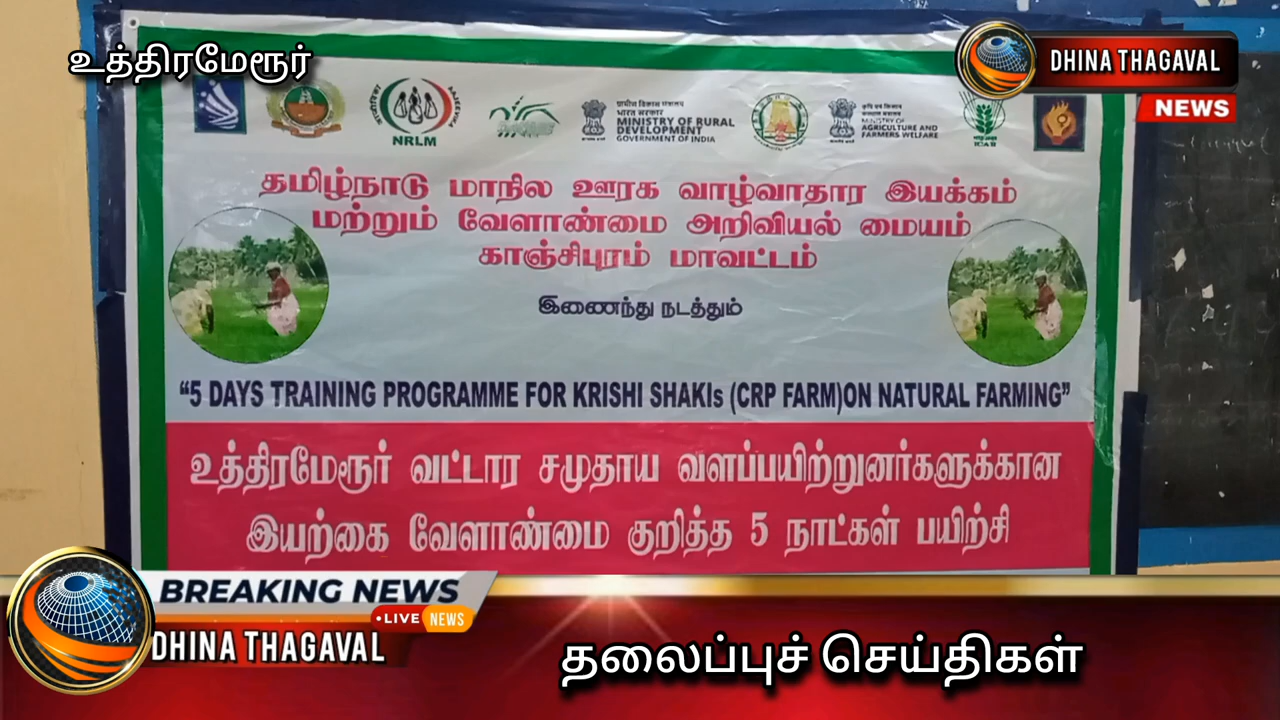 உத்திரமேரூர்
DHINA THAGAVAL
NEWS
NRLM
ग्रामीण विकास मंत्रालय
भारत सरकार
MINISTRY OF RURAL
DEVELOPMENT
GOVERNMENT OF INDIA
MINISTRY OF
AGRICULTURE AND
FARMERS WELFARE
ICAR
தமிழ்நாடு மாநில ஊரக வாழ்வாதார இயக்கம்
மற்றும் வேளாண்மை அறிவியல் மையம்
காஞ்சிபுரம் மாவட்டம்
இணைந்து நடத்தும்
“5 DAYS TRAINING PROGRAMME FOR KRISHI SHAKIs (CRP FARM)ON NATURAL FARMING”
உத்திரமேரூர் வட்டார சமுதாய வளப்பயிற்றுனர்களுக்கான
இயற்கை வேளாண்மை குறித்த 5 நாட்கள் பயிற்சி
BREAKING NEWS
• LIVE NEWS
DHINA THAGAVAL
தலைப்புச் செய்திகள்